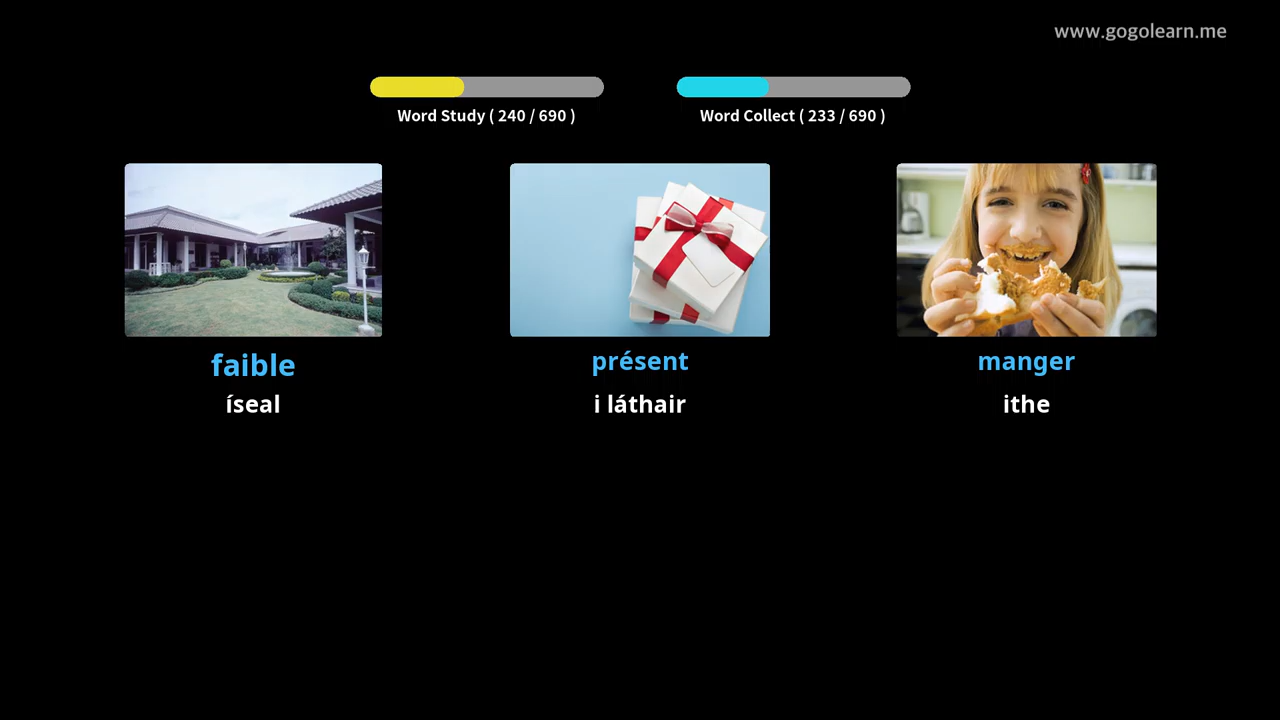 www.gogolearn.me
Word Study ( 240 / 690 )
Word Collect ( 233 / 690 )
faible
présent
manger
íseal
i láthair
ithe